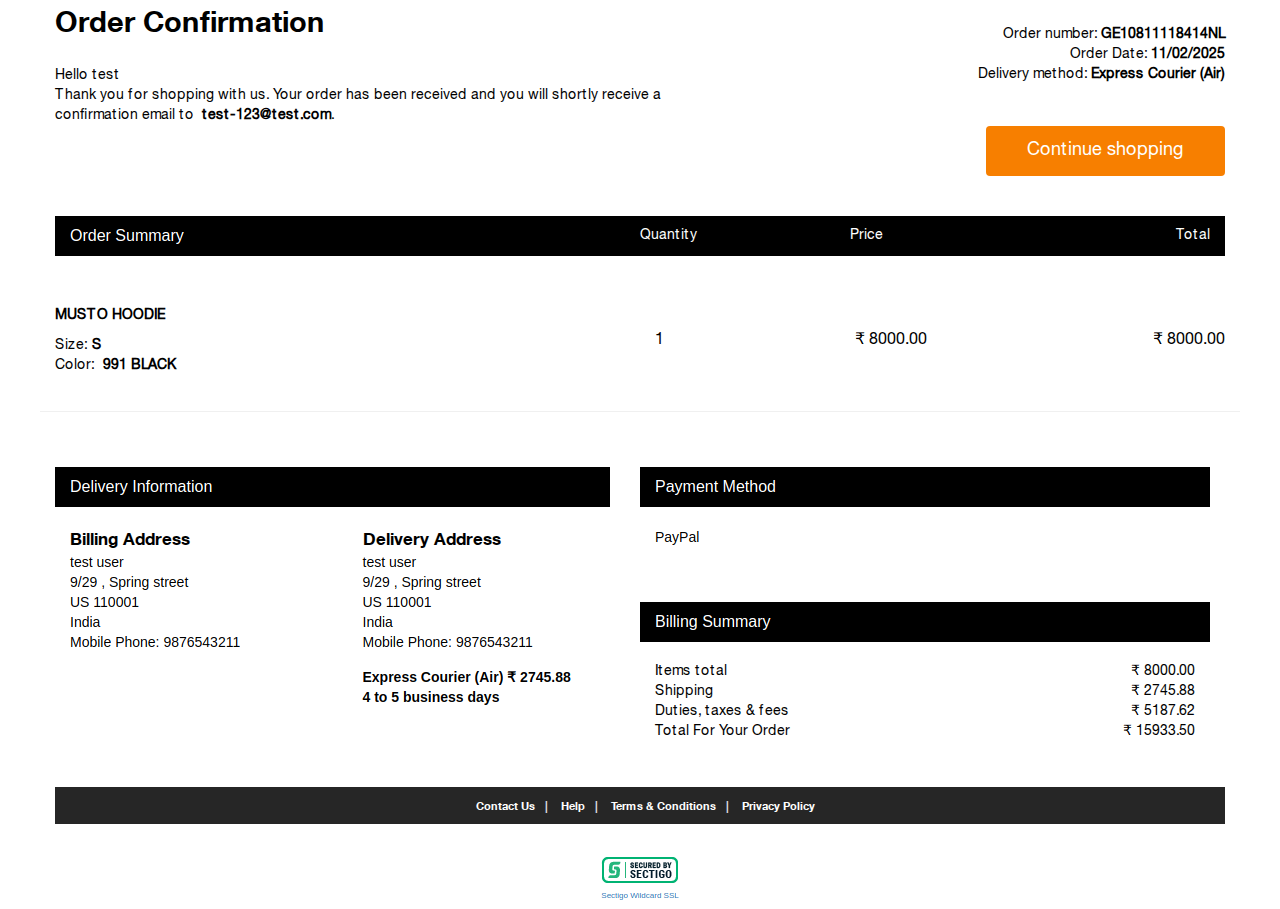 Order Confirmation
Order number: GE10811118414NL
Order Date: 11/02/2025
Delivery method: Express Courier (Air)
Hello test
Thank you for shopping with us. Your order has been received and you will shortly receive a
confirmation email to test-123@test.com.
Continue shopping
Order Summary Quantity Price Total
MUSTO HOODIE
Size: S
Color: 991 BLACK
1 ₹ 8000.00 ₹ 8000.00
Delivery Information
Billing Address
test user
9/29 , Spring street
US 110001
India
Mobile Phone: 9876543211
Delivery Address
test user
9/29 , Spring street
US 110001
India
Mobile Phone: 9876543211
Express Courier (Air) ₹ 2745.88
4 to 5 business days
Payment Method
PayPal
Billing Summary
Items total ₹ 8000.00
Shipping ₹ 2745.88
Duties, taxes & fees ₹ 5187.62
Total For Your Order ₹ 15933.50
Contact Us | Help | Terms & Conditions | Privacy Policy
SECURED BY
SECTIGO
Sectigo Wildcard SSL